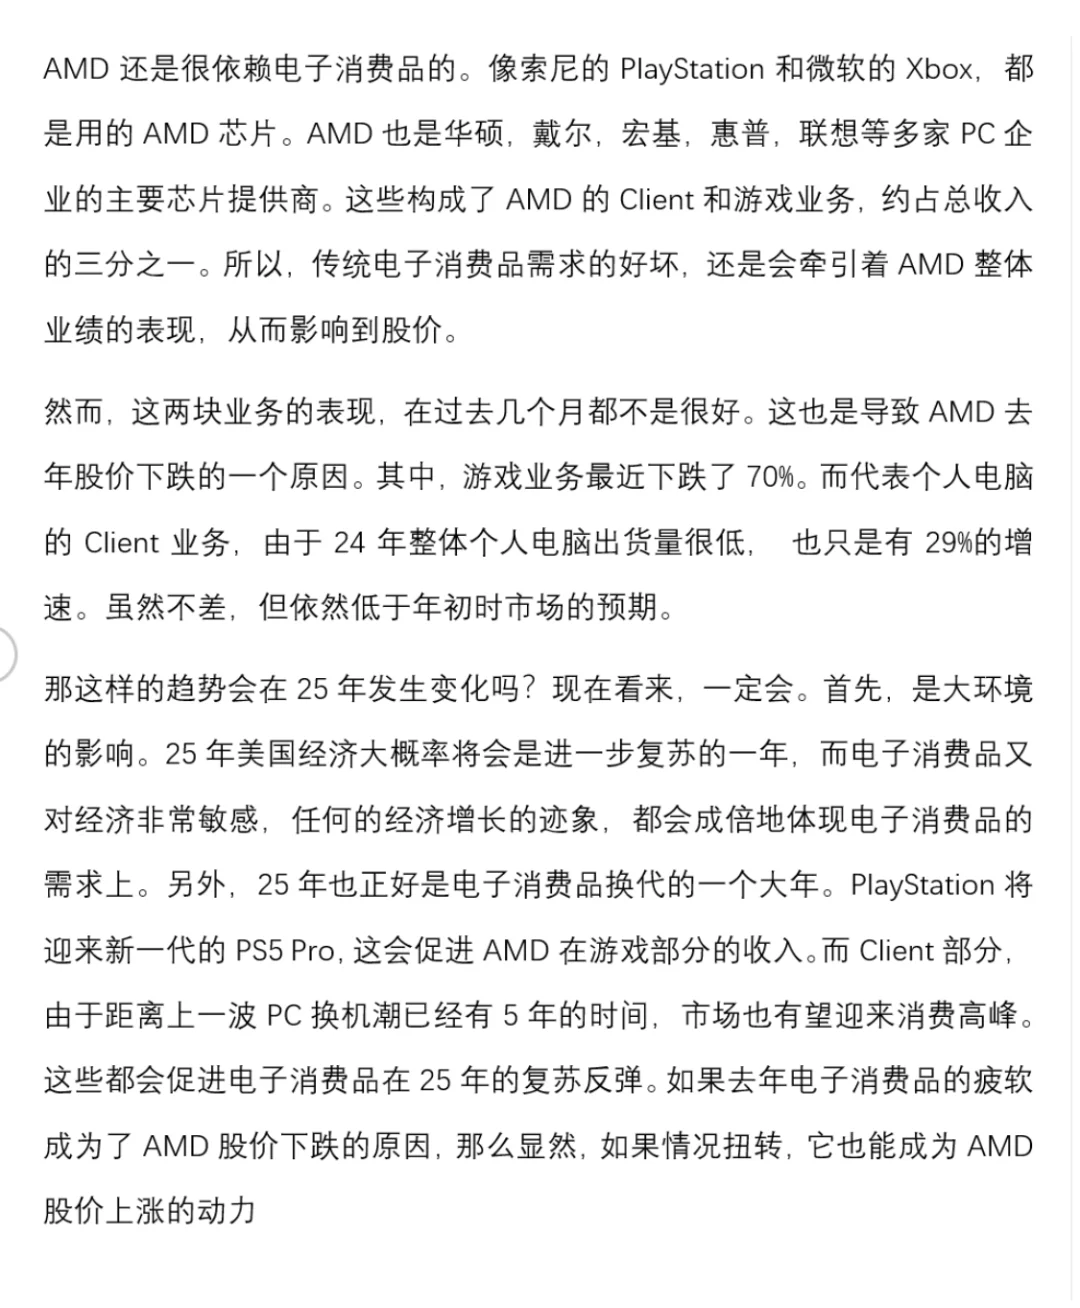 AMD 还是很依赖电子消费品的。像索尼的 PlayStation 和微软的 Xbox，都
是用的 AMD 芯片。AMD 也是华硕，戴尔，宏基，惠普，联想等多家 PC 企
业的主要芯片提供商。这些构成了 AMD 的 Client 和游戏业务，约占总收入
的三分之一。所以，传统电子消费品需求的好坏，还是会牵引着 AMD 整体
业绩的表现，从而影响到股价。
然而，这两块业务的表现，在过去几个月都不是很好。这也是导致 AMD 去
年股价下跌的一个原因。其中，游戏业务最近下跌了 70%。而代表个人电脑
的 Client 业务，由于 24 年整体个人电脑出货量很低， 也只是有 29%的增
速。虽然不差，但依然低于年初时市场的预期。
那这样的趋势会在 25 年发生变化吗？现在看来，一定会。首先，是大环境
的影响。25 年美国经济大概率将会是进一步复苏的一年，而电子消费品又
对经济非常敏感，任何的经济增长的迹象，都会成倍地体现电子消费品的
需求上。另外，25 年也正好是电子消费品换代的一个大年。PlayStation 将
迎来新一代的 PS5 Pro，这会促进 AMD 在游戏部分的收入。而 Client 部分，
由于距离上一波 PC 换机潮已经有 5 年的时间，市场也有望迎来消费高峰。
这些都会促进电子消费品在 25 年的复苏反弹。如果去年电子消费品的疲软
成为了 AMD 股价下跌的原因，那么显然，如果情况扭转，它也能成为 AMD
股价上涨的动力